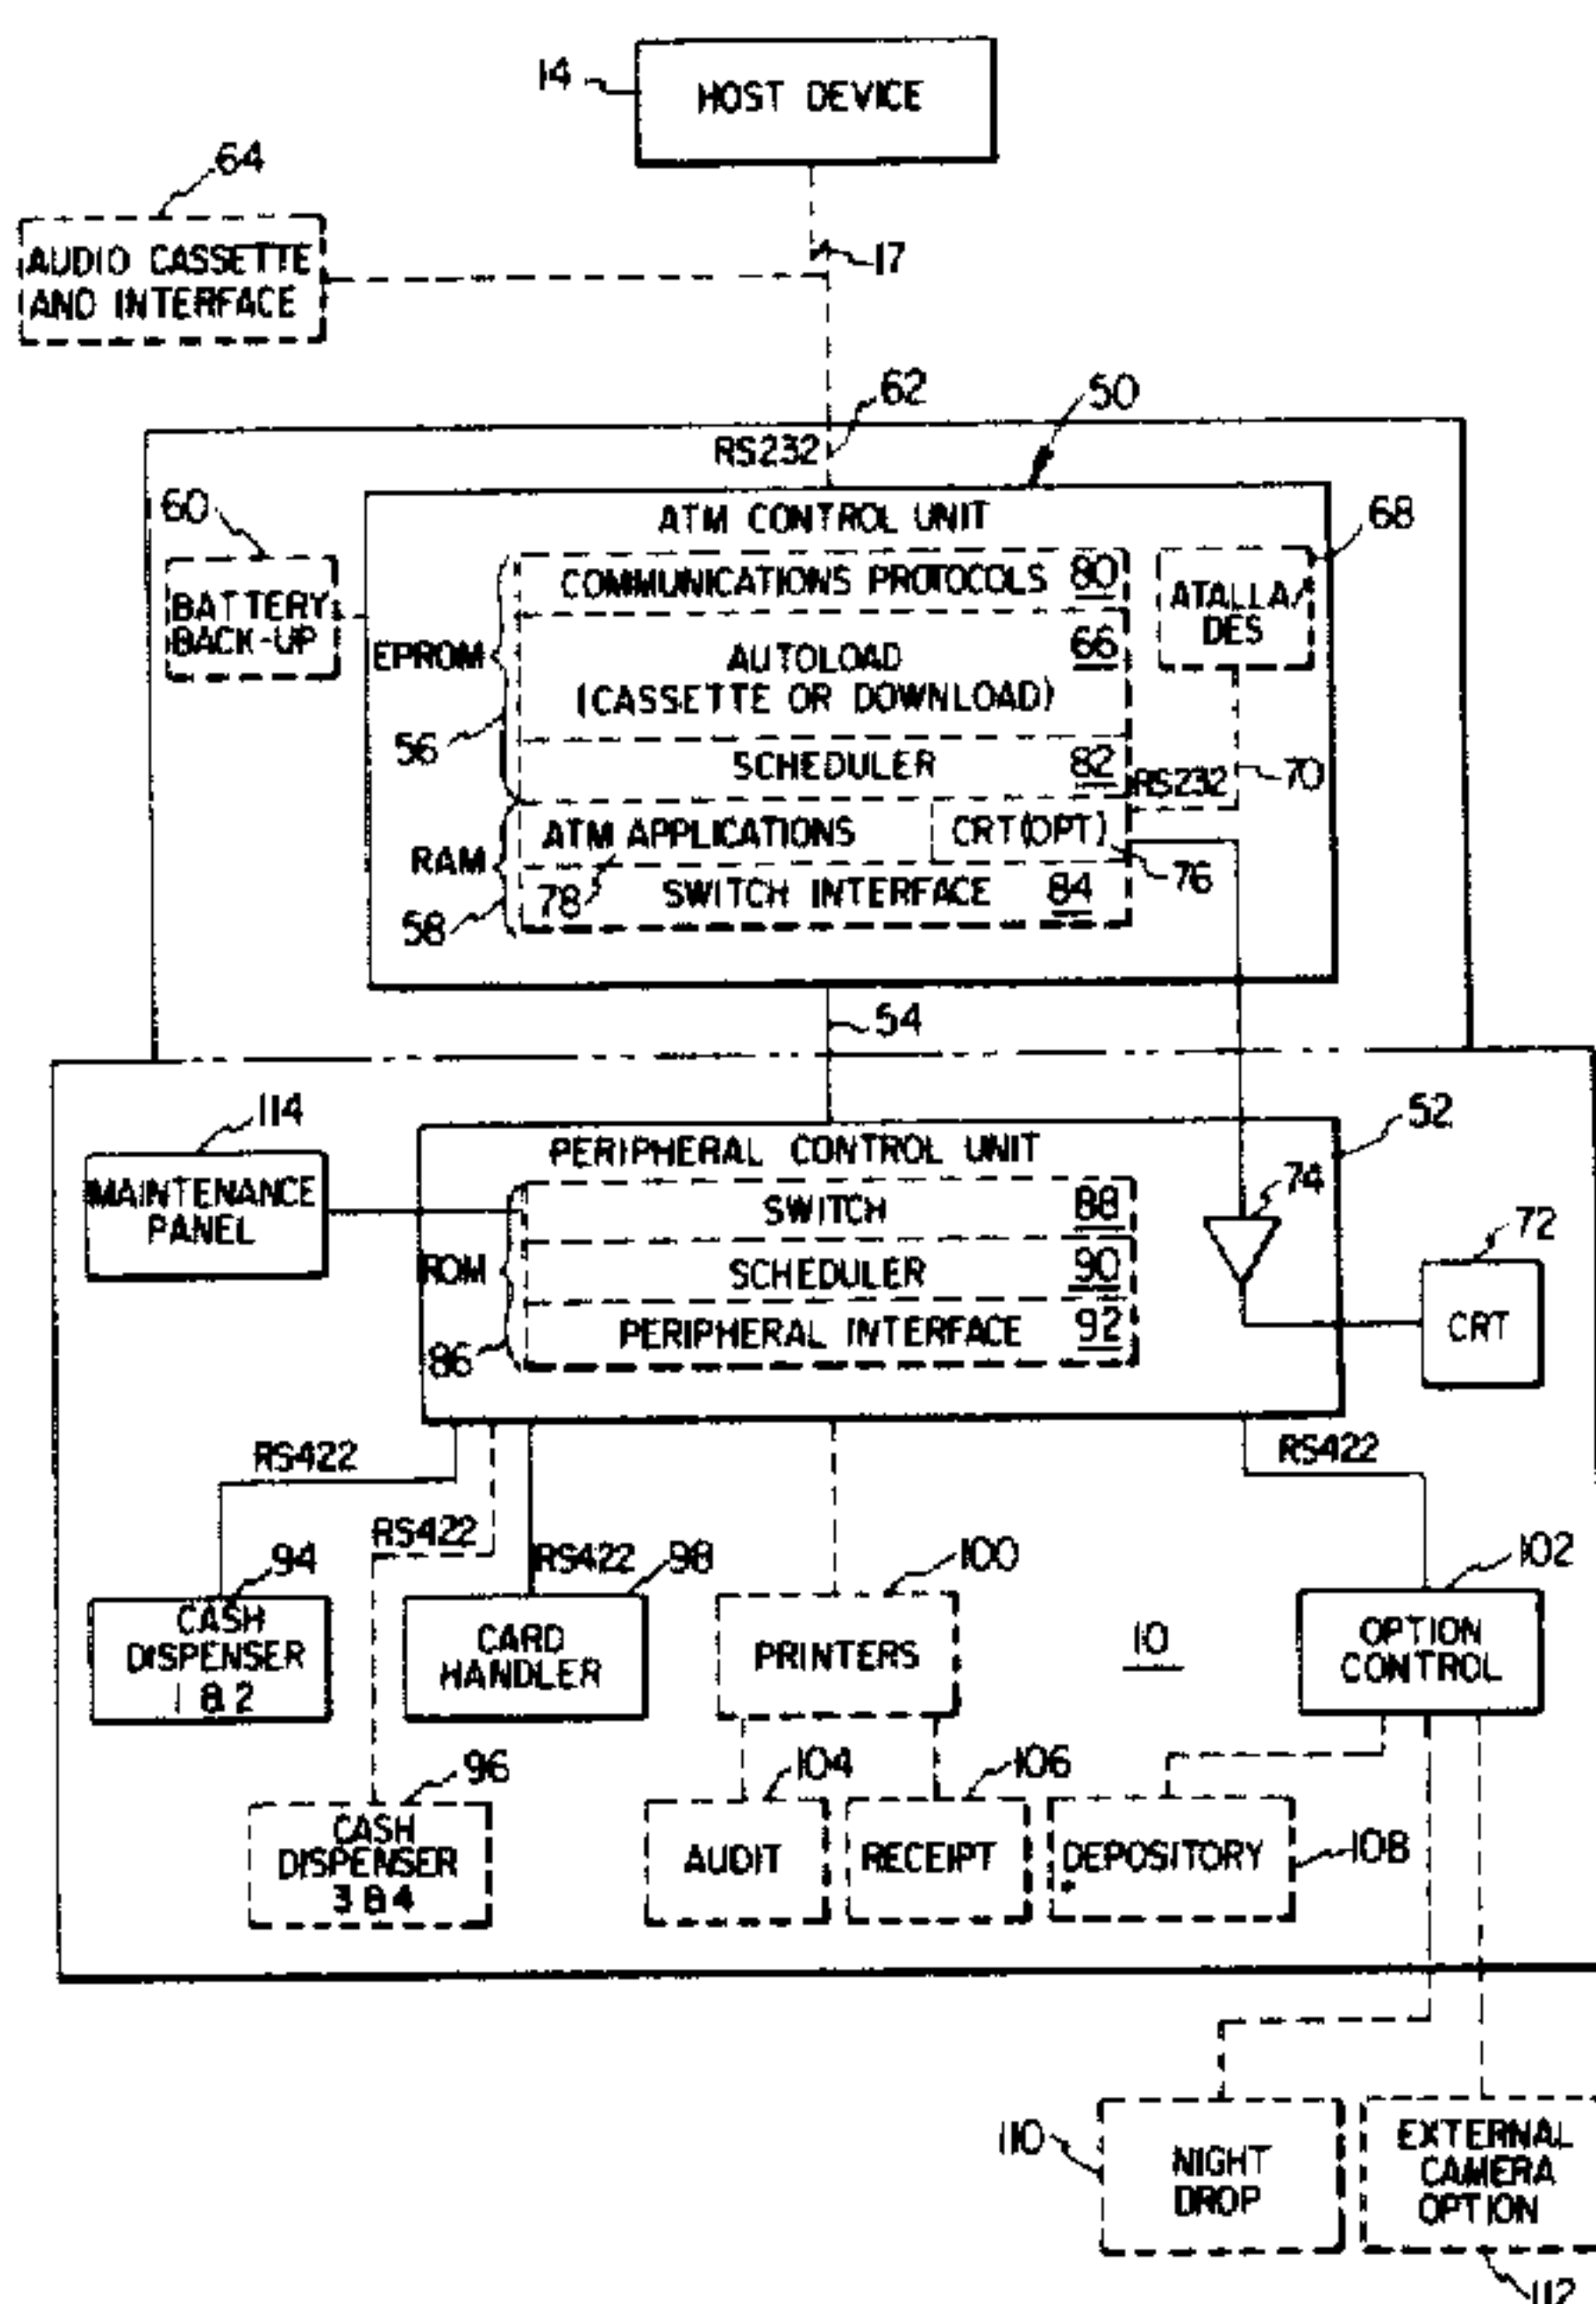 14
HOST DEVICE
64
AUDIO CASSETTE
AND INTERFACE
17
62
50
RS232
60
ATM CONTROL UNIT
68
BATTERY
BACK-UP
EPROM
COMMUNICATIONS PROTOCOLS 80
ATALLA/
DES
AUTOLOAD 66
(CASSETTE OR DOWNLOAD)
56
SCHEDULER 82
RS232
70
RAM
ATM APPLICATIONS
CRT(OPT)
76
78
SWITCH INTERFACE 84
58
54
114
52
MAINTENANCE
PANEL
PERIPHERAL CONTROL UNIT
74
SWITCH 88
72
ROM
SCHEDULER 90
CRT
86
PERIPHERAL INTERFACE 92
RS422
RS422
RS422
RS422
94
98
100
102
CASH
DISPENSER
1 & 2
CARD
HANDLER
PRINTERS
10
OPTION
CONTROL
96
104
106
CASH
DISPENSER
3 & 4
AUDIT
RECEIPT
DEPOSITORY
108
110
NIGHT
DROP
EXTERNAL
CAMERA
OPTION
112